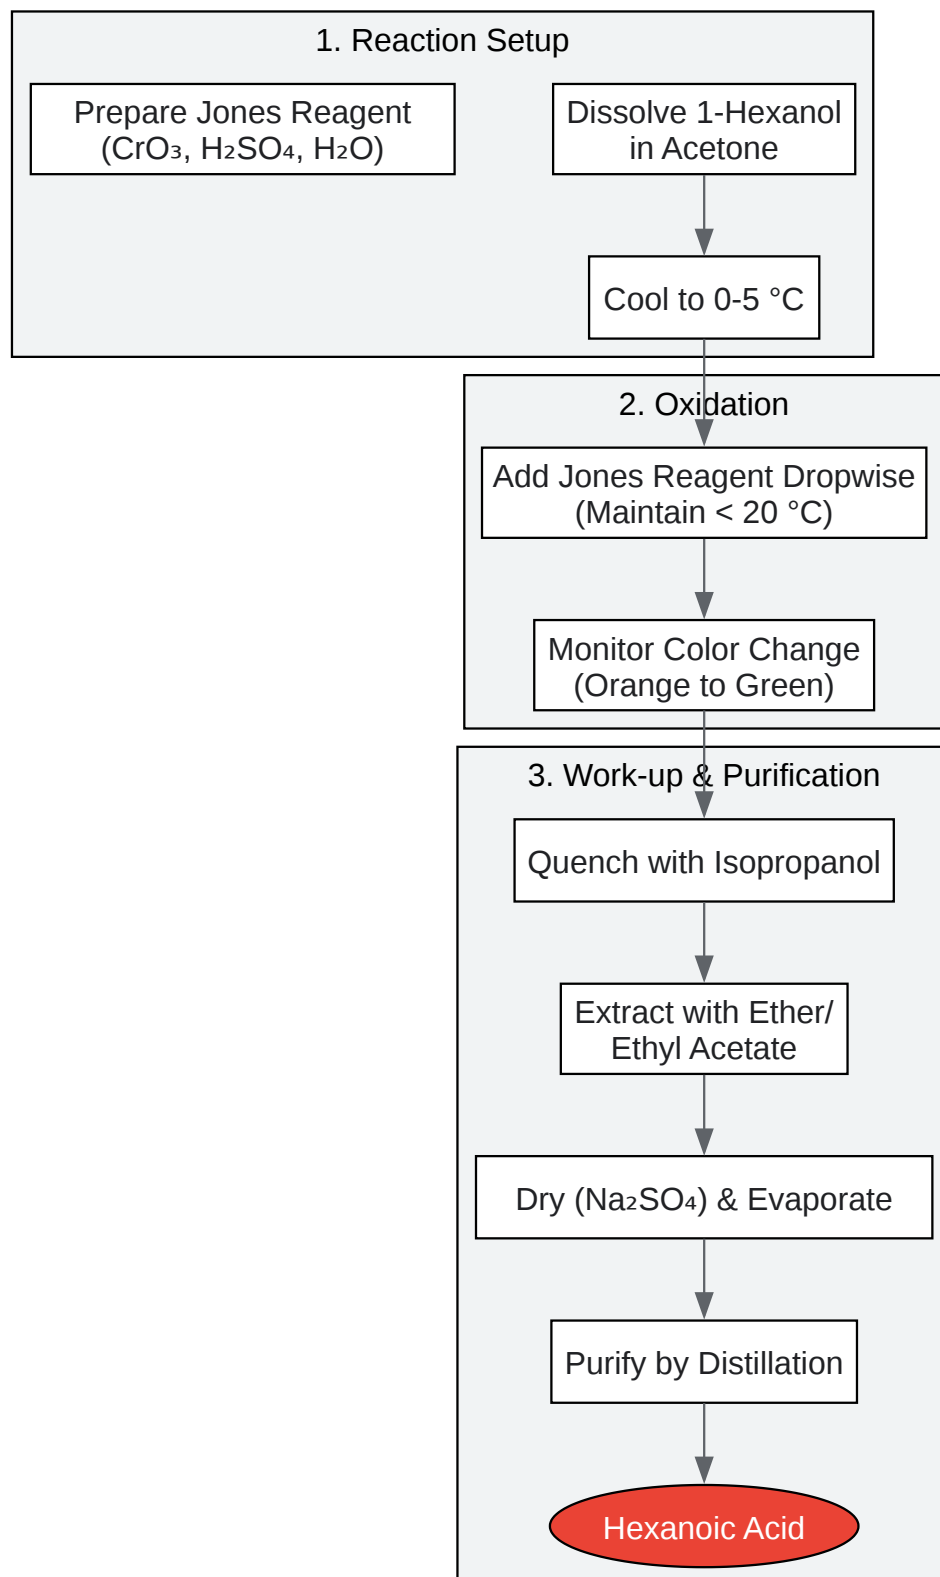 1. Reaction Setup
Prepare Jones Reagent
(CrO₃, H₂SO₄, H₂O)
Dissolve 1-Hexanol
in Acetone
Cool to 0-5 °C
2. Oxidation
Add Jones Reagent Dropwise
(Maintain < 20 °C)
Monitor Color Change
(Orange to Green)
3. Work-up & Purification
Quench with Isopropanol
Extract with Ether/
Ethyl Acetate
Dry (Na₂SO₄) & Evaporate
Purify by Distillation
Hexanoic Acid